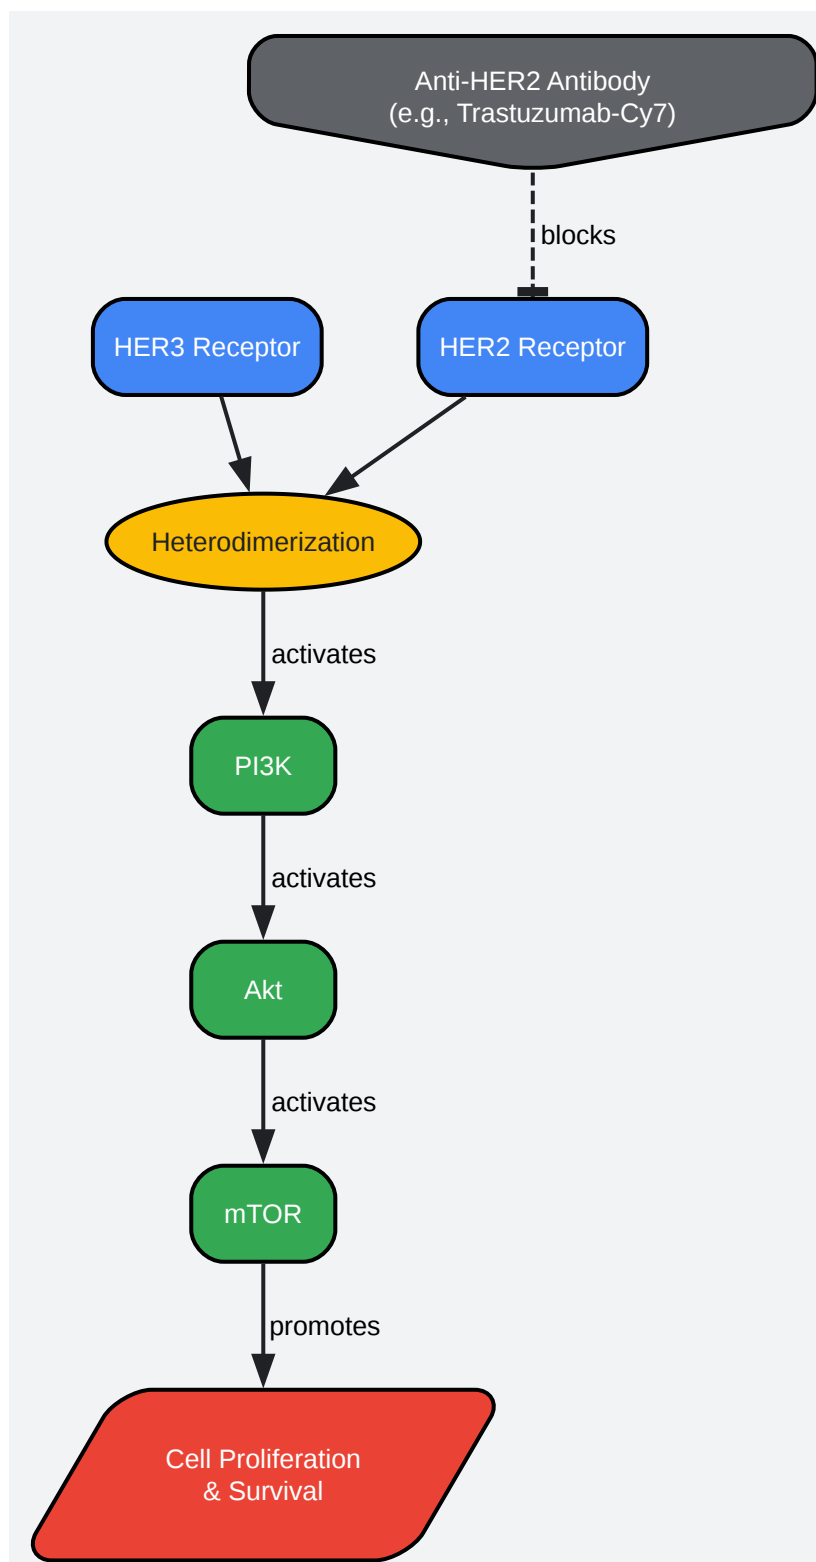 Anti-HER2 Antibody
(e.g., Trastuzumab-Cy7)
blocks
HER3 Receptor
HER2 Receptor
Heterodimerization
activates
PI3K
activates
Akt
activates
mTOR
promotes
Cell Proliferation
& Survival